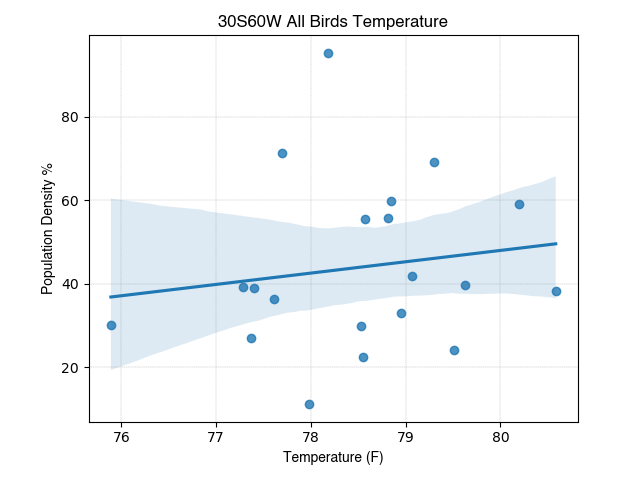 30S60W All Birds Temperature
Population Density %
80
60
40
20
76 77 78 79 80
Temperature (F)